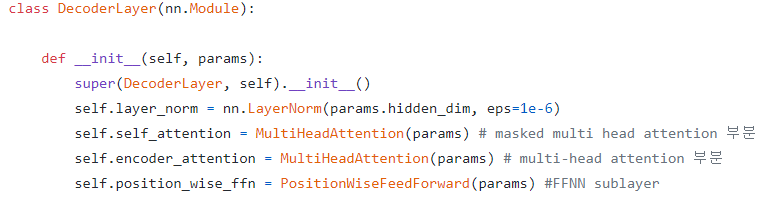 class DecoderLayer(nn.Module):
def __init__(self, params):
super(DecoderLayer, self).__init__()
self.layer_norm = nn.LayerNorm(params.hidden_dim, eps=1e-6)
self.self_attention = MultiHeadAttention(params) # masked multi head attention 부분
self.encoder_attention = MultiHeadAttention(params) # multi-head attention 부분
self.position_wise_ffn = PositionWiseFeedForward(params) #FFNN sublayer